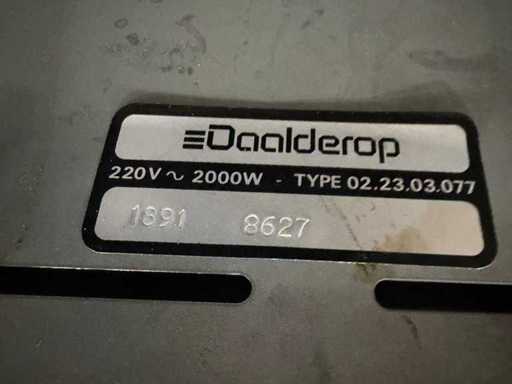 Daalderop
220V ~ 2000W - TYPE 02.23.03.077
1891 8627